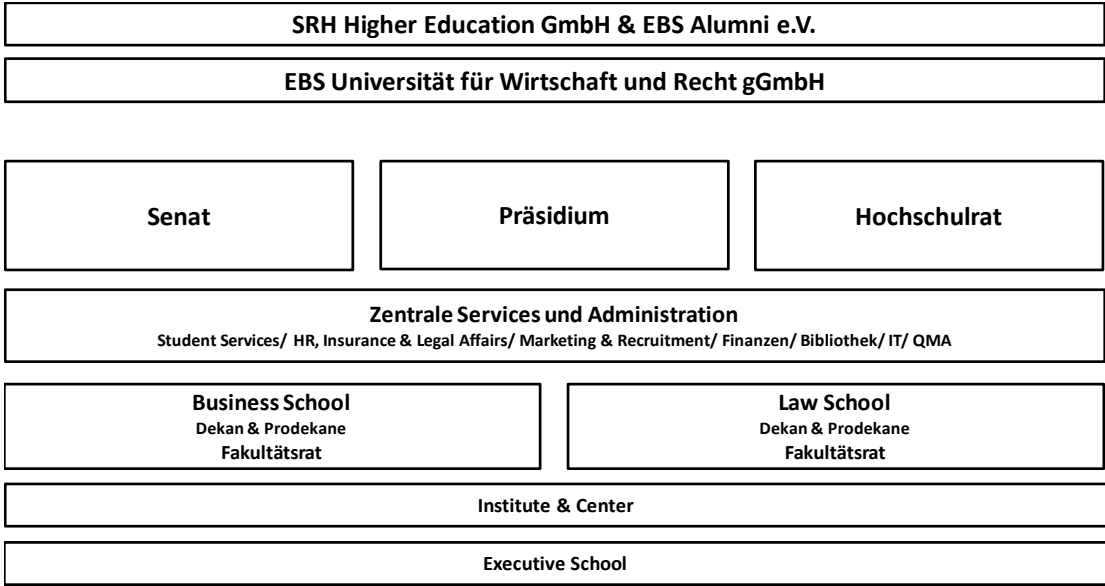 SRH Higher Education GmbH & EBS Alumni e.V.
EBS Universität für Wirtschaft und Recht gGmbH
Senat
Präsidium
Hochschulrat
Zentrale Services und Administration
Student Services/ HR, Insurance & Legal Affairs/ Marketing & Recruitment/ Finanzen/ Bibliothek/ IT/ QMA
Business School
Dekan & Prodekane
Fakultätsrat
Law School
Dekan & Prodekane
Fakultätsrat
Institute & Center
Executive School